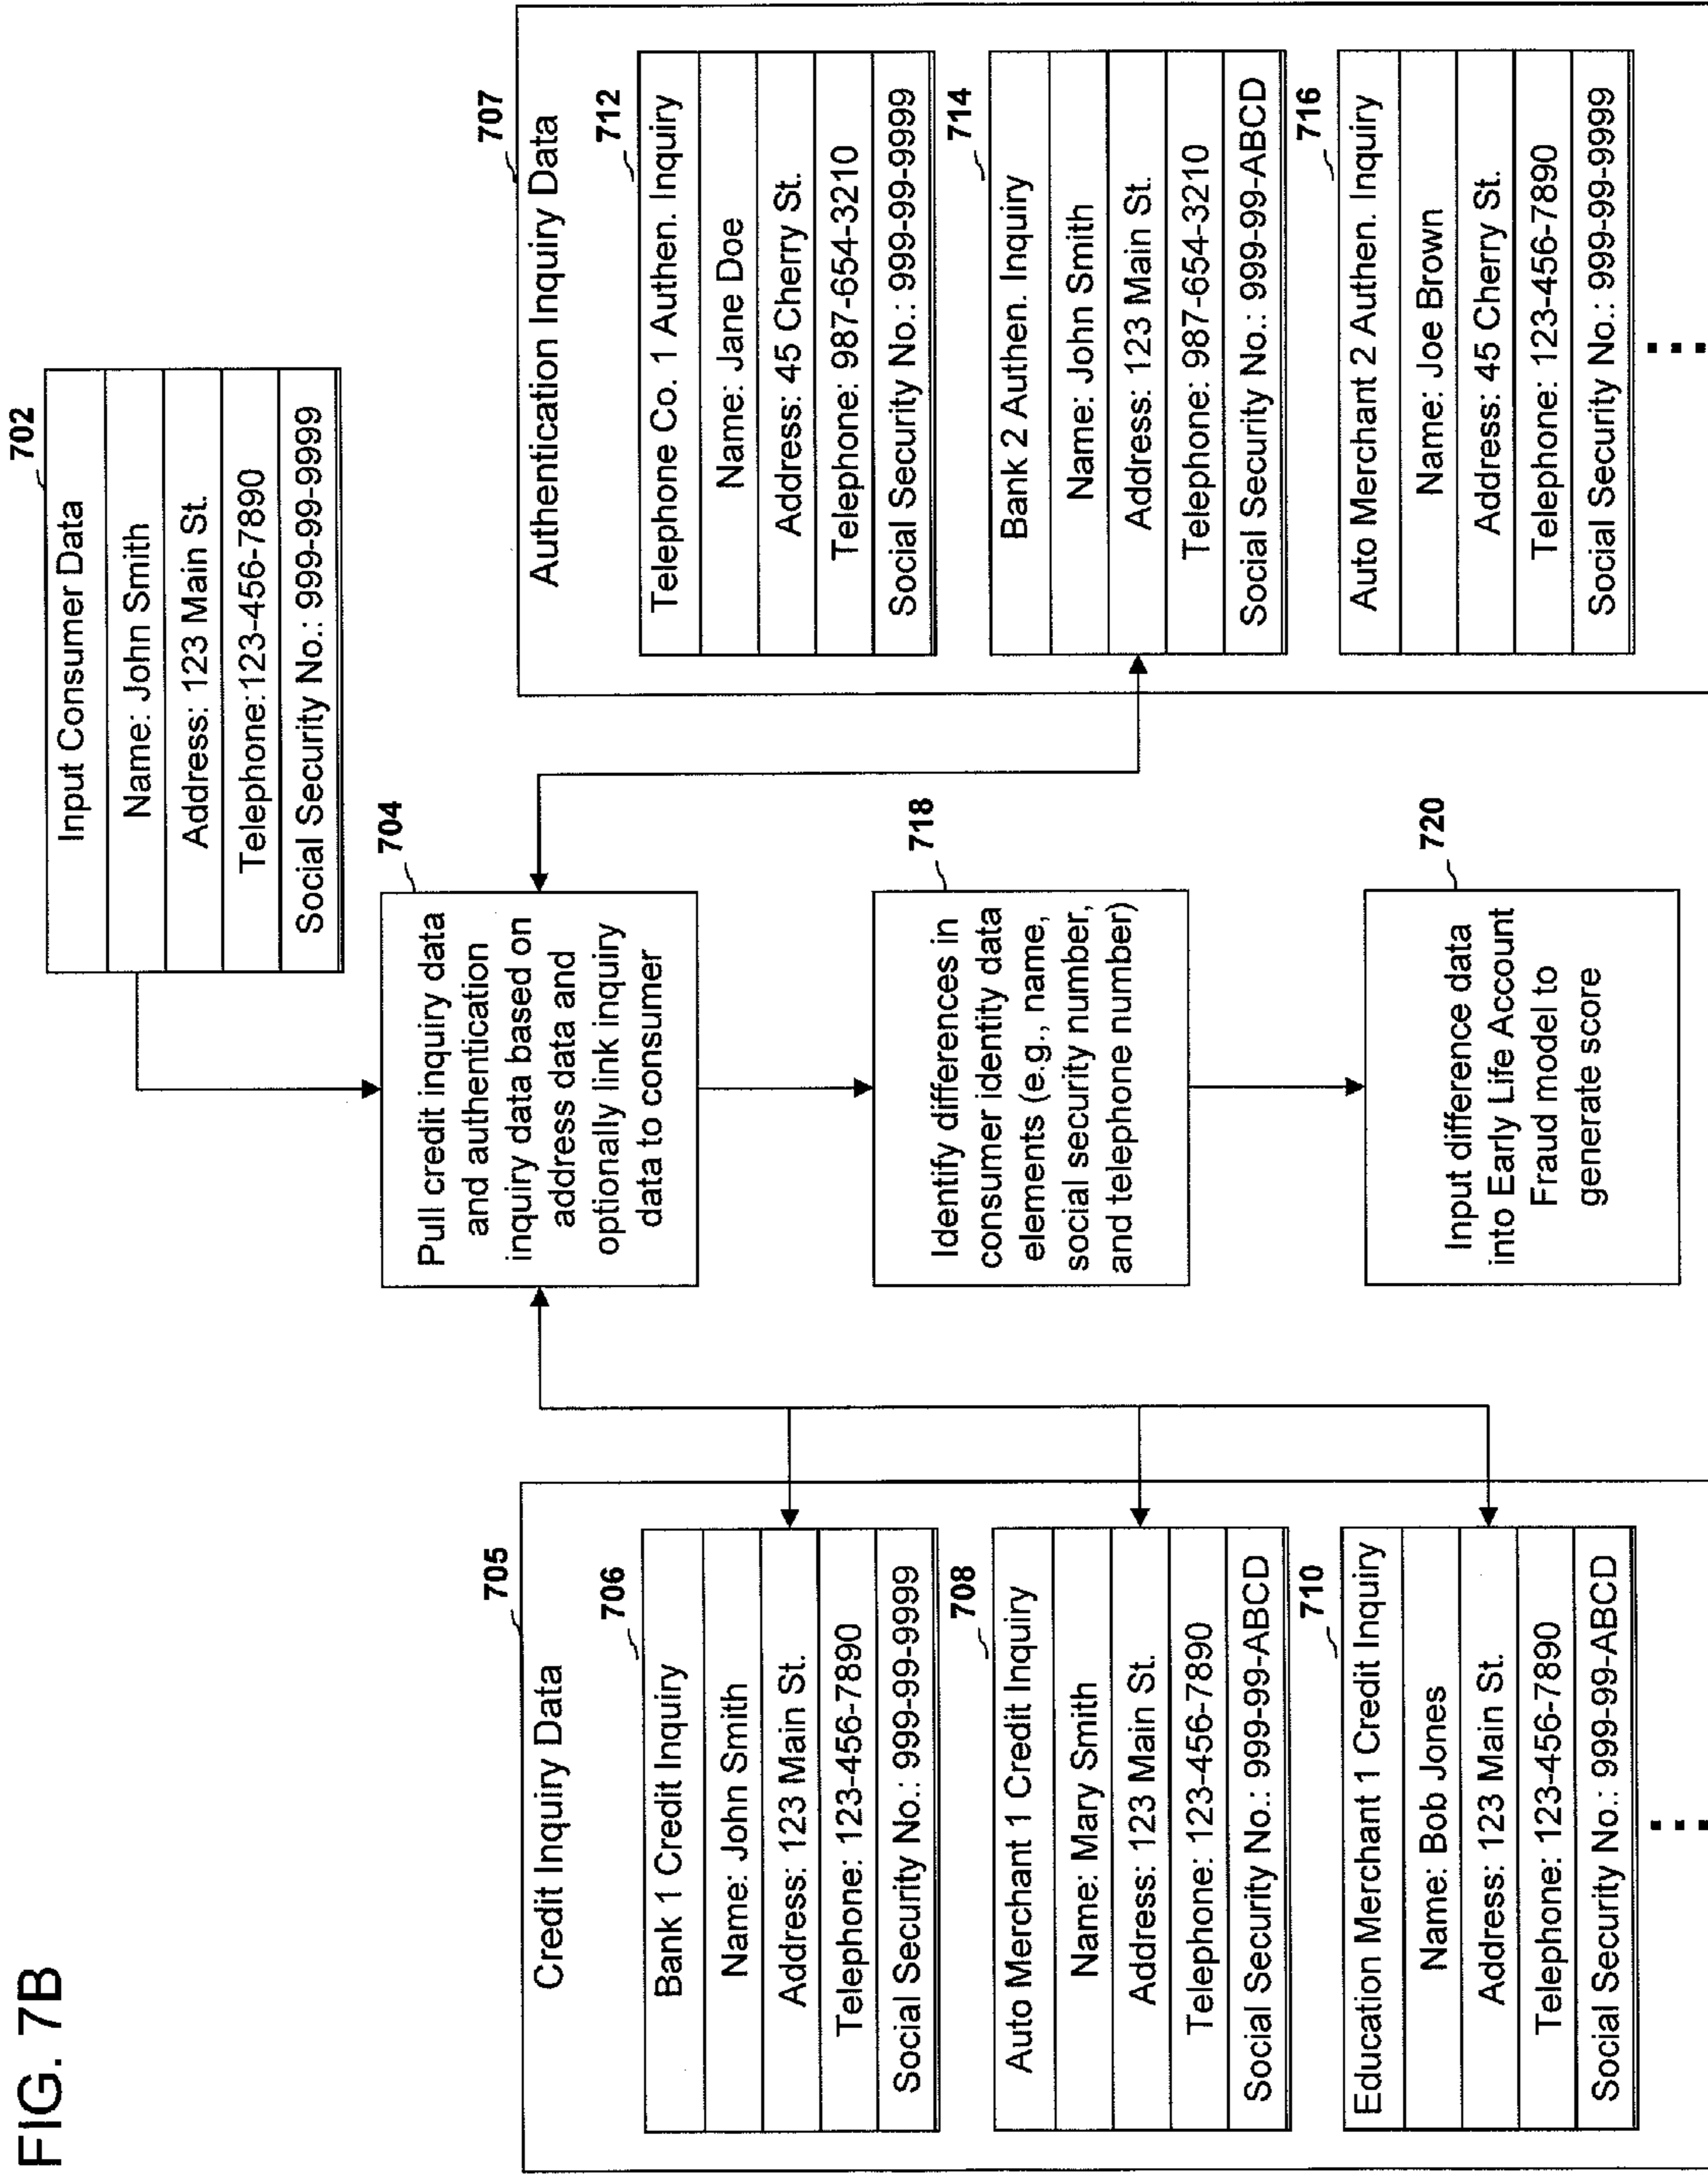 FIG. 7B
702
Input Consumer Data
Name: John Smith
Address: 123 Main St.
Telephone:123-456-7890
Social Security No.: 999-99-9999
705
Credit Inquiry Data
706
Bank 1 Credit Inquiry
Name: John Smith
Address: 123 Main St.
Telephone: 123-456-7890
Social Security No.: 999-99-9999
708
Auto Merchant 1 Credit Inquiry
Name: Mary Smith
Address: 123 Main St.
Telephone: 123-456-7890
Social Security No.: 999-99-ABCD
710
Education Merchant 1 Credit Inquiry
Name: Bob Jones
Address: 123 Main St.
Telephone: 123-456-7890
Social Security No.: 999-99-ABCD
704
Pull credit inquiry data
and authentication
inquiry data based on
address data and
optionally link inquiry
data to consumer
718
Identify differences in
consumer identity data
elements (e.g., name,
social security number,
and telephone number)
720
Input difference data
into Early Life Account
Fraud model to
generate score
707
Authentication Inquiry Data
712
Telephone Co. 1 Authen. Inquiry
Name: Jane Doe
Address: 45 Cherry St.
Telephone: 987-654-3210
Social Security No.: 999-99-9999
714
Bank 2 Authen. Inquiry
Name: John Smith
Address: 123 Main St.
Telephone: 987-654-3210
Social Security No.: 999-99-ABCD
716
Auto Merchant 2 Authen. Inquiry
Name: Joe Brown
Address: 45 Cherry St.
Telephone: 123-456-7890
Social Security No.: 999-99-9999